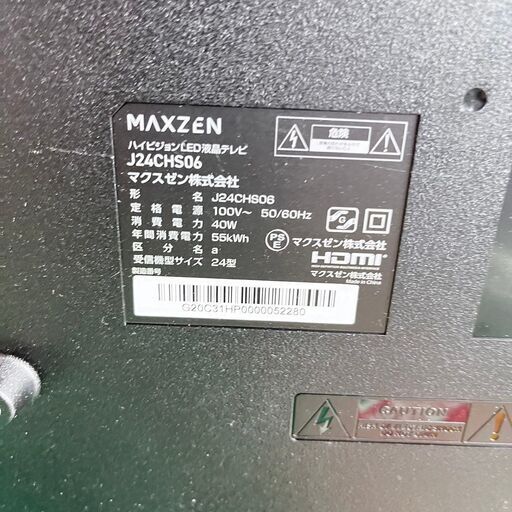 MAXZEN
ハイビジョンLED液晶テレビ
J24CHS06
マクスゼン株式会社
形名 J24CHS06
定格電源 100V～ 50/60Hz
消費電力 40W
年間消費電力 55kWh
区分名 a
受信機型サイズ 24型
製造番号
G20C31HP0000052280
危険
PSE
マクスゼン株式会社
HDMI
マクスゼン株式会社
Made in China
CAUTION